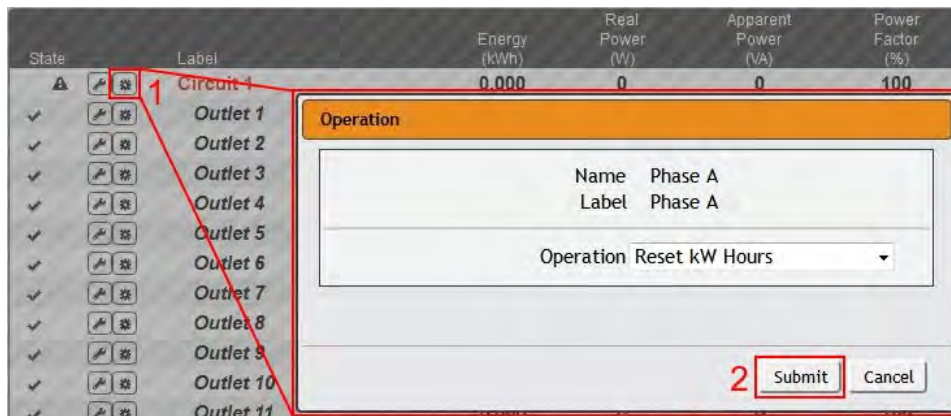 Real Apparent Power
Energy Power Power Factor
State Label (kWh) (W) (VA) (%)
1 Circuit 1 0.000 0 0 100
Outlet 1
Operation
Outlet 2
Outlet 3
Name Phase A
Outlet 4
Label Phase A
Outlet 5
Outlet 6
Operation Reset kW Hours
Outlet 7
Outlet 8
Outlet 9
Outlet 10
2 Submit Cancel
Outlet 11